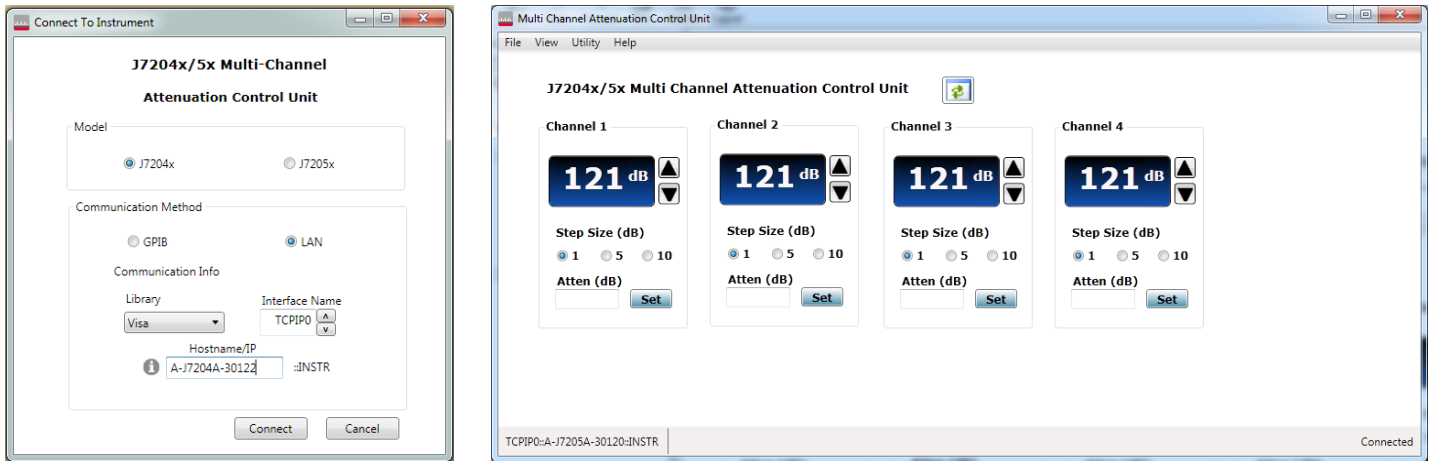 Connect To Instrument
J7204x/5x Multi-Channel
Attenuation Control Unit
Model
J7204x J7205x
Communication Method
GPIB LAN
Communication Info
Library Interface Name
Visa TCPIP0
Hostname/IP
A-J7204A-30122 ::INSTR
Connect Cancel
Multi Channel Attenuation Control Unit
File View Utility Help
J7204x/5x Multi Channel Attenuation Control Unit
Channel 1 Channel 2 Channel 3 Channel 4
121 dB 121 dB 121 dB 121 dB
Step Size (dB) Step Size (dB) Step Size (dB) Step Size (dB)
1 5 10 1 5 10 1 5 10 1 5 10
Atten (dB) Atten (dB) Atten (dB) Atten (dB)
Set Set Set Set
TCPIP0::A-J7205A-30120::INSTR Connected